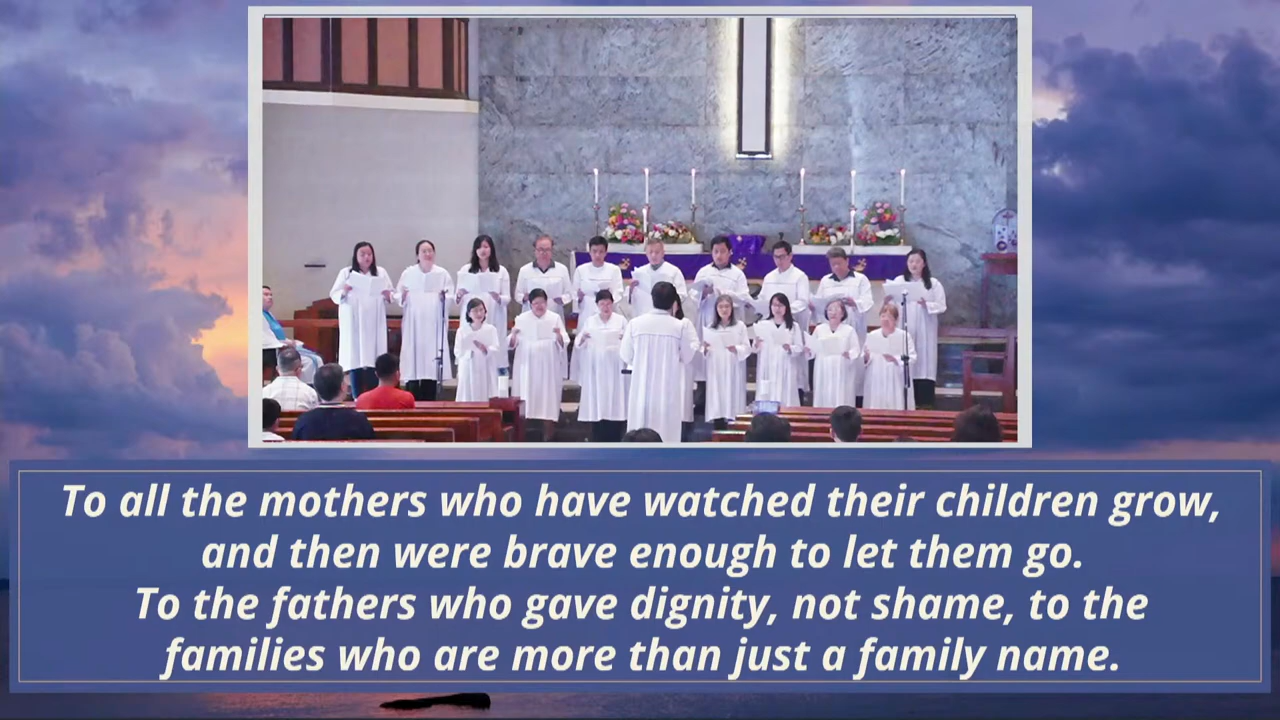 To all the mothers who have watched their children grow,
and then were brave enough to let them go.
To the fathers who gave dignity, not shame, to the
families who are more than just a family name.